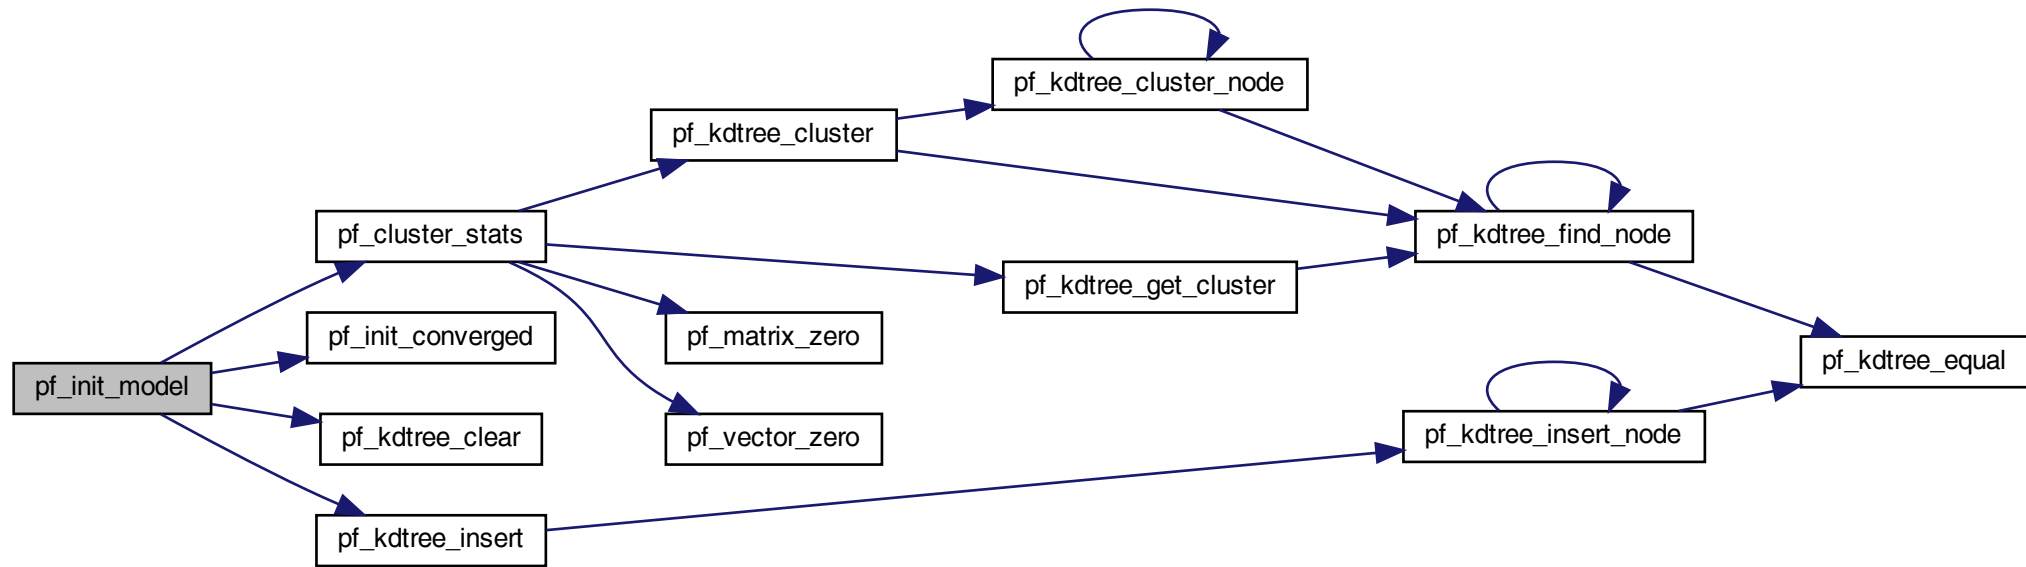 pf_init_model
pf_cluster_stats
pf_init_converged
pf_kdtree_clear
pf_kdtree_insert
pf_kdtree_cluster
pf_matrix_zero
pf_vector_zero
pf_kdtree_cluster_node
pf_kdtree_get_cluster
pf_kdtree_find_node
pf_kdtree_insert_node
pf_kdtree_equal